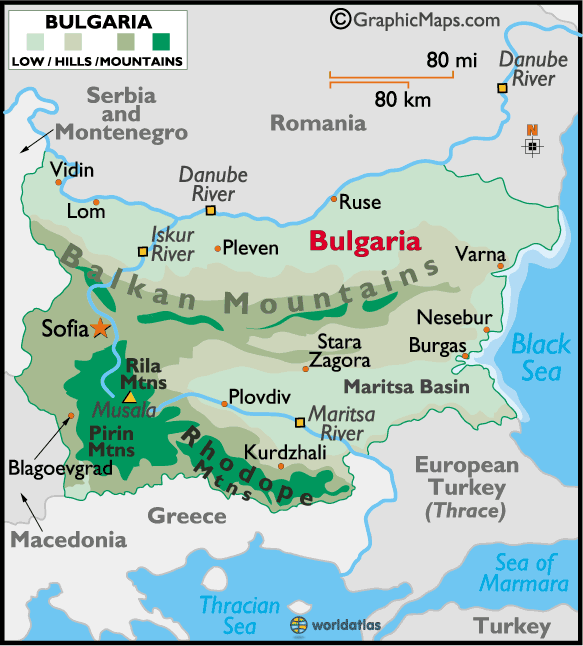 BULGARIA
LOW / HILLS / MOUNTAINS
©GraphicMaps.com
80 mi
80 km
Danube
River
N
Serbia
and
Montenegro
Romania
Vidin
Lom
Danube
River
Ruse
Iskur
River
Pleven
Bulgaria
Varna
Balkan Mountains
Sofia
Nesebur
Burgas
Black
Sea
Stara
Zagora
Rila
Mtns
Musala
Maritsa Basin
Plovdiv
Maritsa
River
Pirin
Mtns
Blagoevgrad
Rhodope
Mtns
Kurdzhali
European
Turkey
(Thrace)
Greece
Macedonia
Sea of
Marmara
Thracian
Sea
worldatlas
Turkey